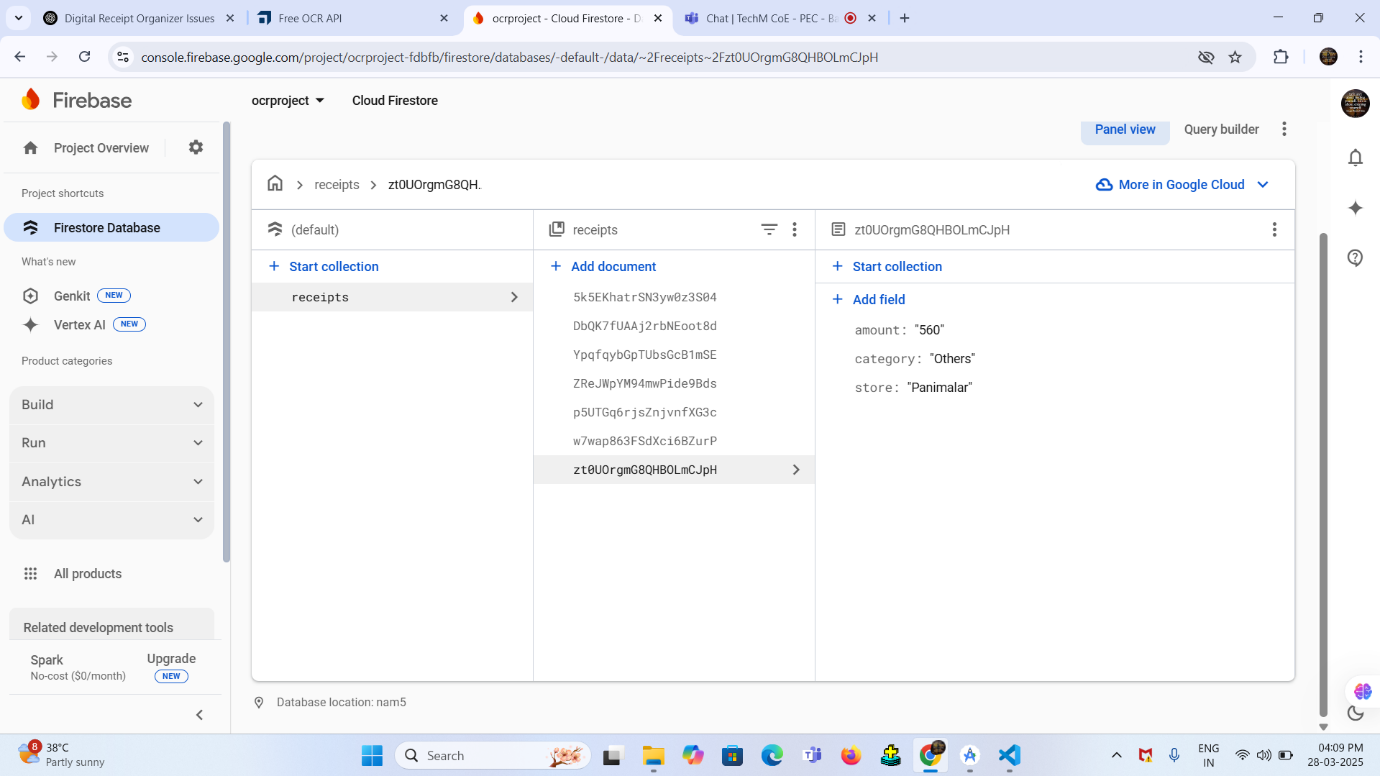 Digital Receipt Organizer Issues
Free OCR API
ocrproject - Cloud Firestore - D
Chat | TechM CoE - PEC - Ba
console.firebase.google.com/project/ocrproject-fdbfb/firestore/databases/-default-/data/~2Freceipts~2Fzt0UOrgmG8QHBOLmCJpH
Firebase
ocrproject
Cloud Firestore
Project Overview
Project shortcuts
Firestore Database
What's new
Genkit NEW
Vertex AI NEW
Product categories
Build
Run
Analytics
AI
All products
Related development tools
Spark
No-cost ($0/month)
Upgrade
NEW
Panel view
Query builder
receipts
zt0UOrgmG8QH.
More in Google Cloud
(default)
Start collection
receipts
receipts
Add document
5k5EKhatrSN3yw0z3S04
DbQK7fUAAj2rbNEoot8d
YpqfqybGpTUbsGcB1mSE
ZReJWpYM94mwPide9Bds
p5UTGq6rjsZnjvnfXG3c
w7wap863FSdXci6BZurP
zt0UOrgmG8QHBOLmCJpH
zt0UOrgmG8QHBOLmCJpH
Start collection
Add field
amount: "560"
category: "Others"
store: "Panimalar"
Database location: nam5
8
38°C
Partly sunny
Search
ENG
IN
04:09 PM
28-03-2025